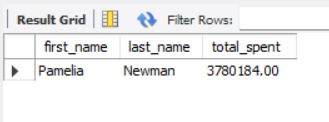 Result Grid Filter Rows:
first_name last_name total_spent
Pamelia Newman 3780184.00